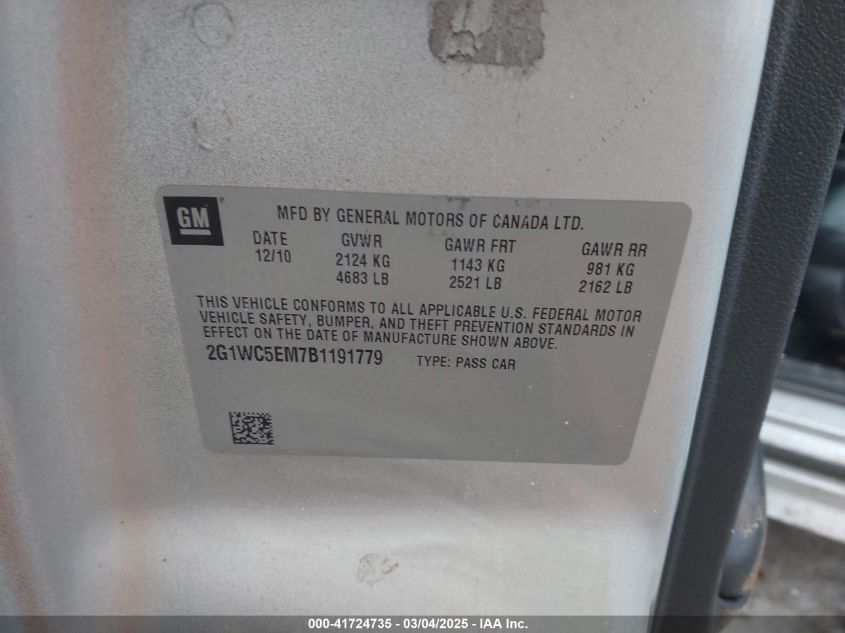 GM
MFD BY GENERAL MOTORS OF CANADA LTD.
DATE GVWR GAWR FRT GAWR RR
12/10 2124 KG 1143 KG 981 KG
4683 LB 2521 LB 2162 LB
THIS VEHICLE CONFORMS TO ALL APPLICABLE U.S. FEDERAL MOTOR
VEHICLE SAFETY, BUMPER, AND THEFT PREVENTION STANDARDS IN
EFFECT ON THE DATE OF MANUFACTURE SHOWN ABOVE.
2G1WC5EM7B1191779 TYPE: PASS CAR
000-41724735 - 03/04/2025 - IAA Inc.